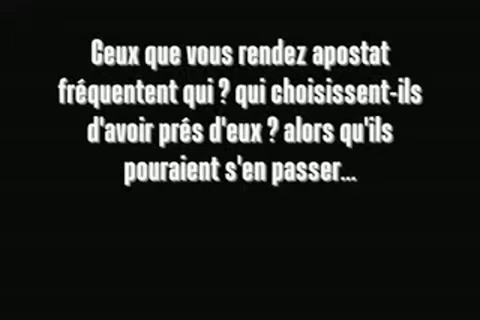 Ceux que vous rendez apostat
fréquentent qui ? qui choisissent-ils
d'avoir prés d'eux ? alors qu'ils
pouraient s'en passer...